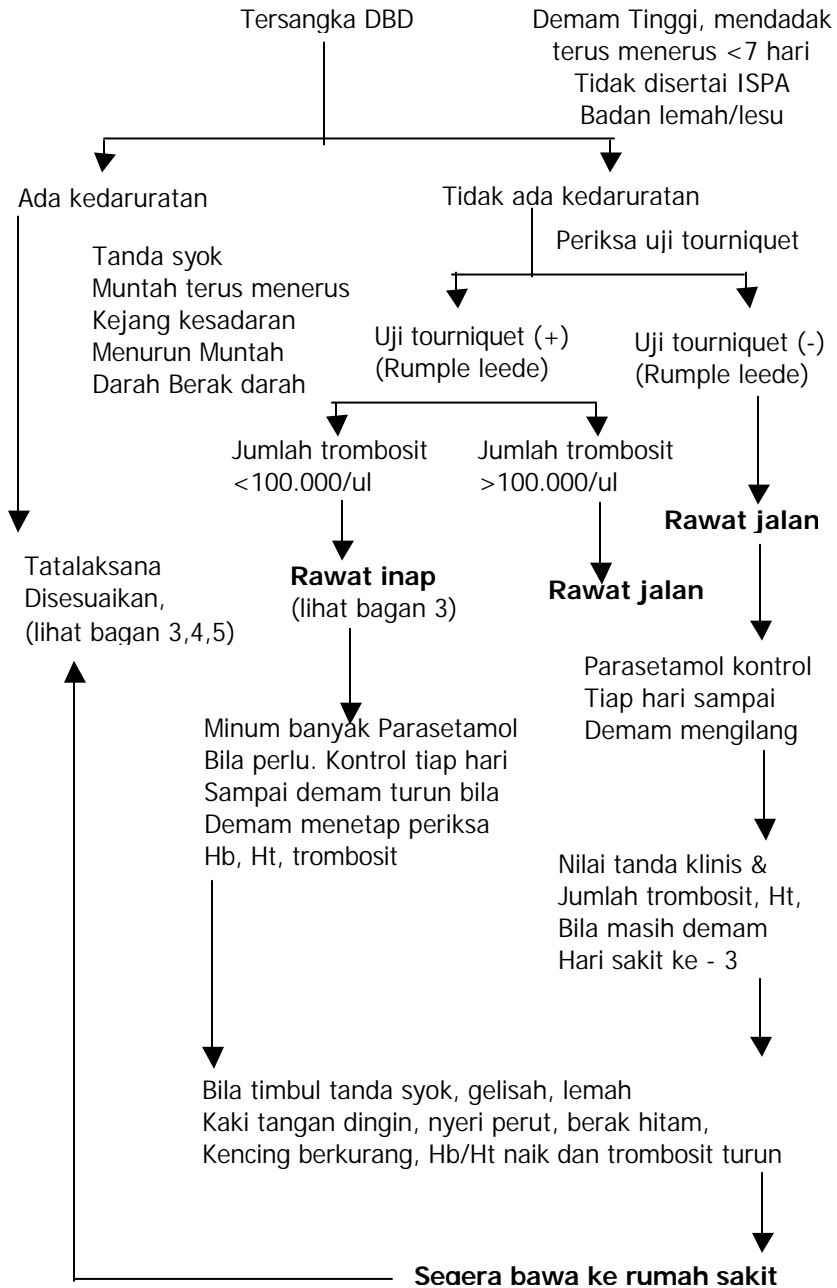 Tersangka DBD
Demam Tinggi, mendadak
terus menerus <7 hari
Tidak disertai ISPA
Badan lemah/lesu
Ada kedaruratan
Tidak ada kedaruratan
Periksa uji tourniquet
Tanda syok
Muntah terus menerus
Kejang kesadaran
Menurun Muntah
Darah Berak darah
Uji tourniquet (+)
(Rumple leede)
Uji tourniquet (-)
(Rumple leede)
Jumlah trombosit
<100.000/ul
Jumlah trombosit
>100.000/ul
Rawat jalan
Tatalaksana
Disesuaikan,
(lihat bagan 3,4,5)
Rawat inap
(lihat bagan 3)
Rawat jalan
Parasetamol kontrol
Tiap hari sampai
Demam mengilang
Minum banyak Parasetamol
Bila perlu. Kontrol tiap hari
Sampai demam turun bila
Demam menetap periksa
Hb, Ht, trombosit
Nilai tanda klinis &
Jumlah trombosit, Ht,
Bila masih demam
Hari sakit ke - 3
Bila timbul tanda syok, gelisah, lemah
Kaki tangan dingin, nyeri perut, berak hitam,
Kencing berkurang, Hb/Ht naik dan trombosit turun
Segera bawa ke rumah sakit